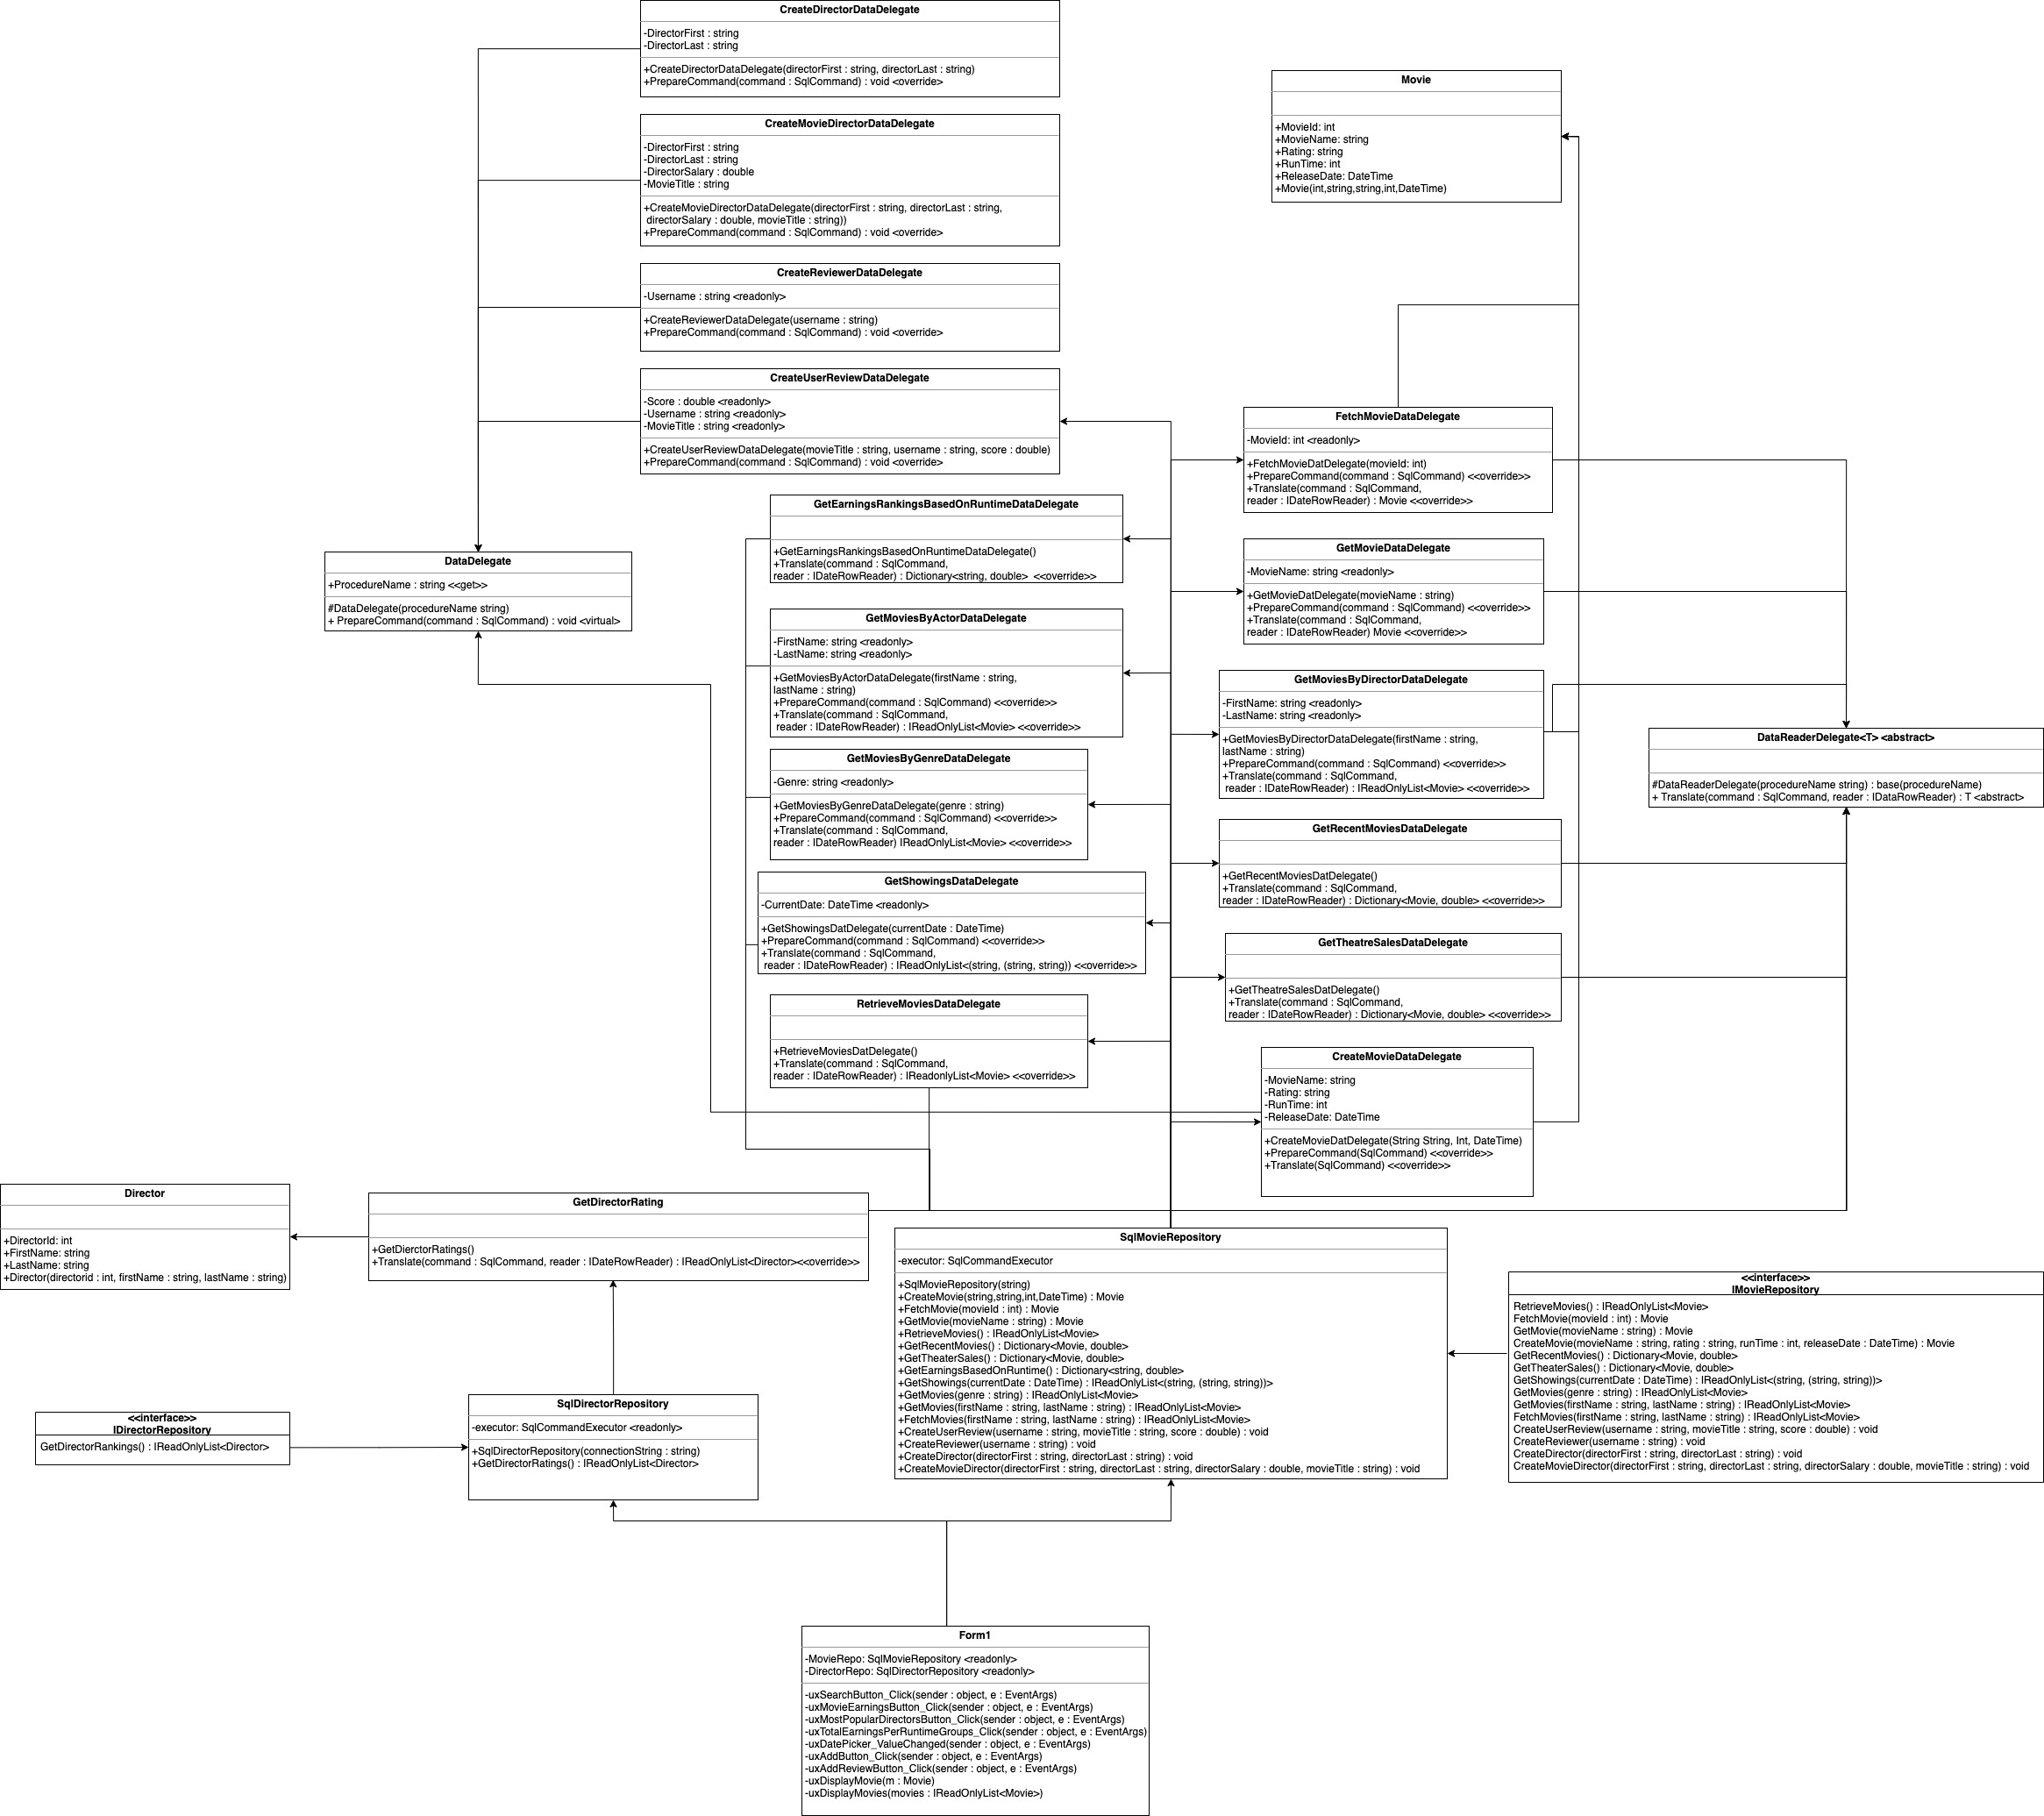 CreateDirectorDataDelegate
-DirectorFirst : string
-DirectorLast : string
+CreateDirectorDataDelegate(directorFirst : string, directorLast : string)
+PrepareCommand(command : SqlCommand) : void <override>
CreateMovieDirectorDataDelegate
-DirectorFirst : string
-DirectorLast : string
-DirectorSalary : double
-MovieTitle : string
+CreateMovieDirectorDataDelegate(directorFirst : string, directorLast : string,
directorSalary : double, movieTitle : string))
+PrepareCommand(command : SqlCommand) : void <override>
CreateReviewerDataDelegate
-Username : string <readonly>
+CreateReviewerDataDelegate(username : string)
+PrepareCommand(command : SqlCommand) : void <override>
CreateUserReviewDataDelegate
-Score : double <readonly>
-Username : string <readonly>
-MovieTitle : string <readonly>
+CreateUserReviewDataDelegate(movieTitle : string, username : string, score : double)
+PrepareCommand(command : SqlCommand) : void <override>
Movie
+MovieId: int
+MovieName: string
+Rating: string
+RunTime: int
+ReleaseDate: DateTime
+Movie(int,string,string,int,DateTime)
DataDelegate
+ProcedureName : string <<get>>
#DataDelegate(procedureName string)
+ PrepareCommand(command : SqlCommand) : void <virtual>
GetEarningsRankingsBasedOnRuntimeDataDelegate
+GetEarningsRankingsBasedOnRuntimeDataDelegate()
+Translate(command : SqlCommand,
reader : IDateRowReader) : Dictionary<string, double> <<override>>
GetMoviesByActorDataDelegate
-FirstName: string <readonly>
-LastName: string <readonly>
+GetMoviesByActorDataDelegate(firstName : string,
lastName : string)
+PrepareCommand(command : SqlCommand) <<override>>
+Translate(command : SqlCommand,
reader : IDateRowReader) : IReadOnlyList<Movie> <<override>>
GetMoviesByGenreDataDelegate
-Genre: string <readonly>
+GetMoviesByGenreDataDelegate(genre : string)
+PrepareCommand(command : SqlCommand) <<override>>
+Translate(command : SqlCommand,
reader : IDateRowReader) IReadOnlyList<Movie> <<override>>
GetShowingsDataDelegate
-CurrentDate: DateTime <readonly>
+GetShowingsDatDelegate(currentDate : DateTime)
+PrepareCommand(command : SqlCommand) <<override>>
+Translate(command : SqlCommand,
reader : IDateRowReader) : IReadOnlyList<(string, (string, string)) <<override>>
RetrieveMoviesDataDelegate
+RetrieveMoviesDatDelegate()
+Translate(command : SqlCommand,
reader : IDateRowReader) : IReadonlyList<Movie> <<override>>
FetchMovieDataDelegate
-MovieId: int <readonly>
+FetchMovieDatDelegate(movieId: int)
+PrepareCommand(command : SqlCommand) <<override>>
+Translate(command : SqlCommand,
reader : IDateRowReader) : Movie <<override>>
GetMovieDataDelegate
-MovieName: string <readonly>
+GetMovieDatDelegate(movieName : string)
+PrepareCommand(command : SqlCommand) <<override>>
+Translate(command : SqlCommand,
reader : IDateRowReader) Movie <<override>>
GetMoviesByDirectorDataDelegate
-FirstName: string <readonly>
-LastName: string <readonly>
+GetMoviesByDirectorDataDelegate(firstName : string,
lastName : string)
+PrepareCommand(command : SqlCommand) <<override>>
+Translate(command : SqlCommand,
reader : IDateRowReader) : IReadOnlyList<Movie> <<override>>
GetRecentMoviesDataDelegate
+GetRecentMoviesDatDelegate()
+Translate(command : SqlCommand,
reader : IDateRowReader) : Dictionary<Movie, double> <<override>>
GetTheatreSalesDataDelegate
+GetTheatreSalesDatDelegate()
+Translate(command : SqlCommand,
reader : IDateRowReader) : Dictionary<Movie, double> <<override>>
CreateMovieDataDelegate
-MovieName: string
-Rating: string
-RunTime: int
-ReleaseDate: DateTime
+CreateMovieDatDelegate(String String, Int, DateTime)
+PrepareCommand(SqlCommand) <<override>>
+Translate(SqlCommand) <<override>>
DataReaderDelegate<T> <abstract>
#DataReaderDelegate(procedureName string) : base(procedureName)
+ Translate(command : SqlCommand, reader : IDataRowReader) : T <abstract>
Director
+DirectorId: int
+FirstName: string
+LastName: string
+Director(directorid : int, firstName : string, lastName : string)
GetDirectorRating
+GetDierctorRatings()
+Translate(command : SqlCommand, reader : IDateRowReader) : IReadOnlyList<Director><<override>>
SqlMovieRepository
-executor: SqlCommandExecutor
+SqlMovieRepository(string)
+CreateMovie(string,string,int,DateTime) : Movie
+FetchMovie(movieId : int) : Movie
+GetMovie(movieName : string) : Movie
+RetrieveMovies() : IReadOnlyList<Movie>
+GetRecentMovies() : Dictionary<Movie, double>
+GetTheaterSales() : Dictionary<Movie, double>
+GetEarningsBasedOnRuntime() : Dictionary<string, double>
+GetShowings(currentDate : DateTime) : IReadOnlyList<(string, (string, string))>
+GetMovies(genre : string) : IReadOnlyList<Movie>
+GetMovies(firstName : string, lastName : string) : IReadOnlyList<Movie>
+FetchMovies(firstName : string, lastName : string) : IReadOnlyList<Movie>
+CreateUserReview(username : string, movieTitle : string, score : double) : void
+CreateReviewer(username : string) : void
+CreateDirector(directorFirst : string, directorLast : string) : void
+CreateMovieDirector(directorFirst : string, directorLast : string, directorSalary : double, movieTitle : string) : void
<<interface>>
IMovieRepository
RetrieveMovies() : IReadOnlyList<Movie>
FetchMovie(movieId : int) : Movie
GetMovie(movieName : string) : Movie
CreateMovie(movieName : string, rating : string, runTime : int, releaseDate : DateTime) : Movie
GetRecentMovies() : Dictionary<Movie, double>
GetTheaterSales() : Dictionary<Movie, double>
GetShowings(currentDate : DateTime) : IReadOnlyList<(string, (string, string))>
GetMovies(genre : string) : IReadOnlyList<Movie>
GetMovies(firstName : string, lastName : string) : IReadOnlyList<Movie>
FetchMovies(firstName : string, lastName : string) : IReadOnlyList<Movie>
CreateUserReview(username : string, movieTitle : string, score : double) : void
CreateReviewer(username : string) : void
CreateDirector(directorFirst : string, directorLast : string) : void
CreateMovieDirector(directorFirst : string, directorLast : string, directorSalary : double, movieTitle : string) : void
<<interface>>
IDirectorRepository
GetDirectorRankings() : IReadOnlyList<Director>
SqlDirectorRepository
-executor: SqlCommandExecutor <readonly>
+SqlDirectorRepository(connectionString : string)
+GetDirectorRatings() : IReadOnlyList<Director>
Form1
-MovieRepo: SqlMovieRepository <readonly>
-DirectorRepo: SqlDirectorRepository <readonly>
-uxSearchButton_Click(sender : object, e : EventArgs)
-uxMovieEarningsButton_Click(sender : object, e : EventArgs)
-uxMostPopularDirectorsButton_Click(sender : object, e : EventArgs)
-uxTotalEarningsPerRuntimeGroups_Click(sender : object, e : EventArgs)
-uxDatePicker_ValueChanged(sender : object, e : EventArgs)
-uxAddButton_Click(sender : object, e : EventArgs)
-uxAddReviewButton_Click(sender : object, e : EventArgs)
-uxDisplayMovie(m : Movie)
-uxDisplayMovies(movies : IReadOnlyList<Movie>)